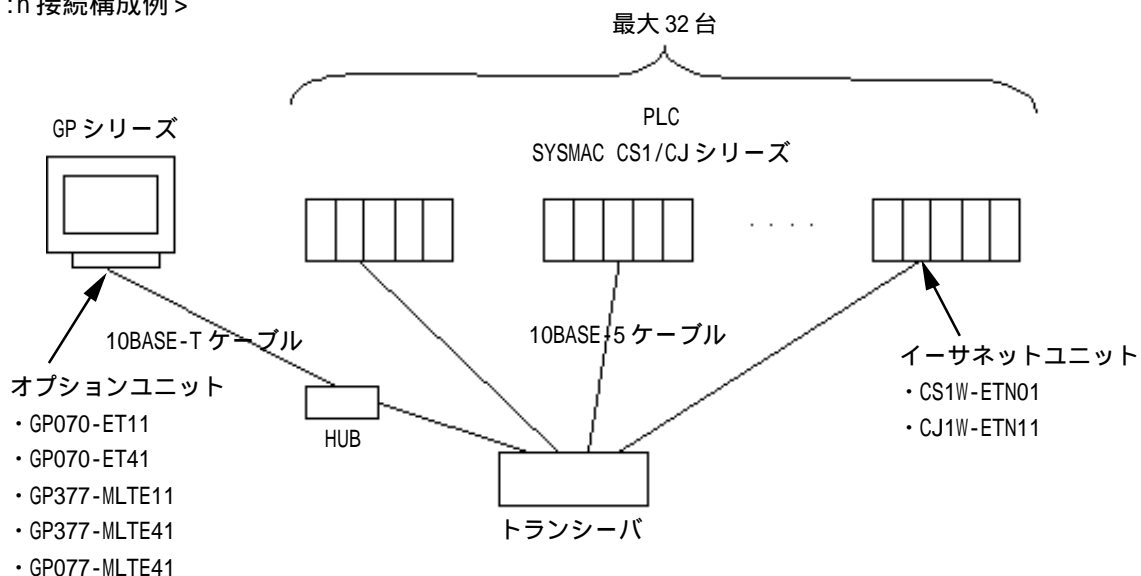 :n 接続構成例>
最大 32 台
GP シリーズ
PLC
SYSMAC CS1/CJ シリーズ
・・・・
10BASE-T ケーブル
10BASE-5 ケーブル
イーサネットユニット
・CS1W-ETN01
・CJ1W-ETN11
オプションユニット
・GP070-ET11
・GP070-ET41
・GP377-MLTE11
・GP377-MLTE41
・GP077-MLTE41
HUB
トランシーバ